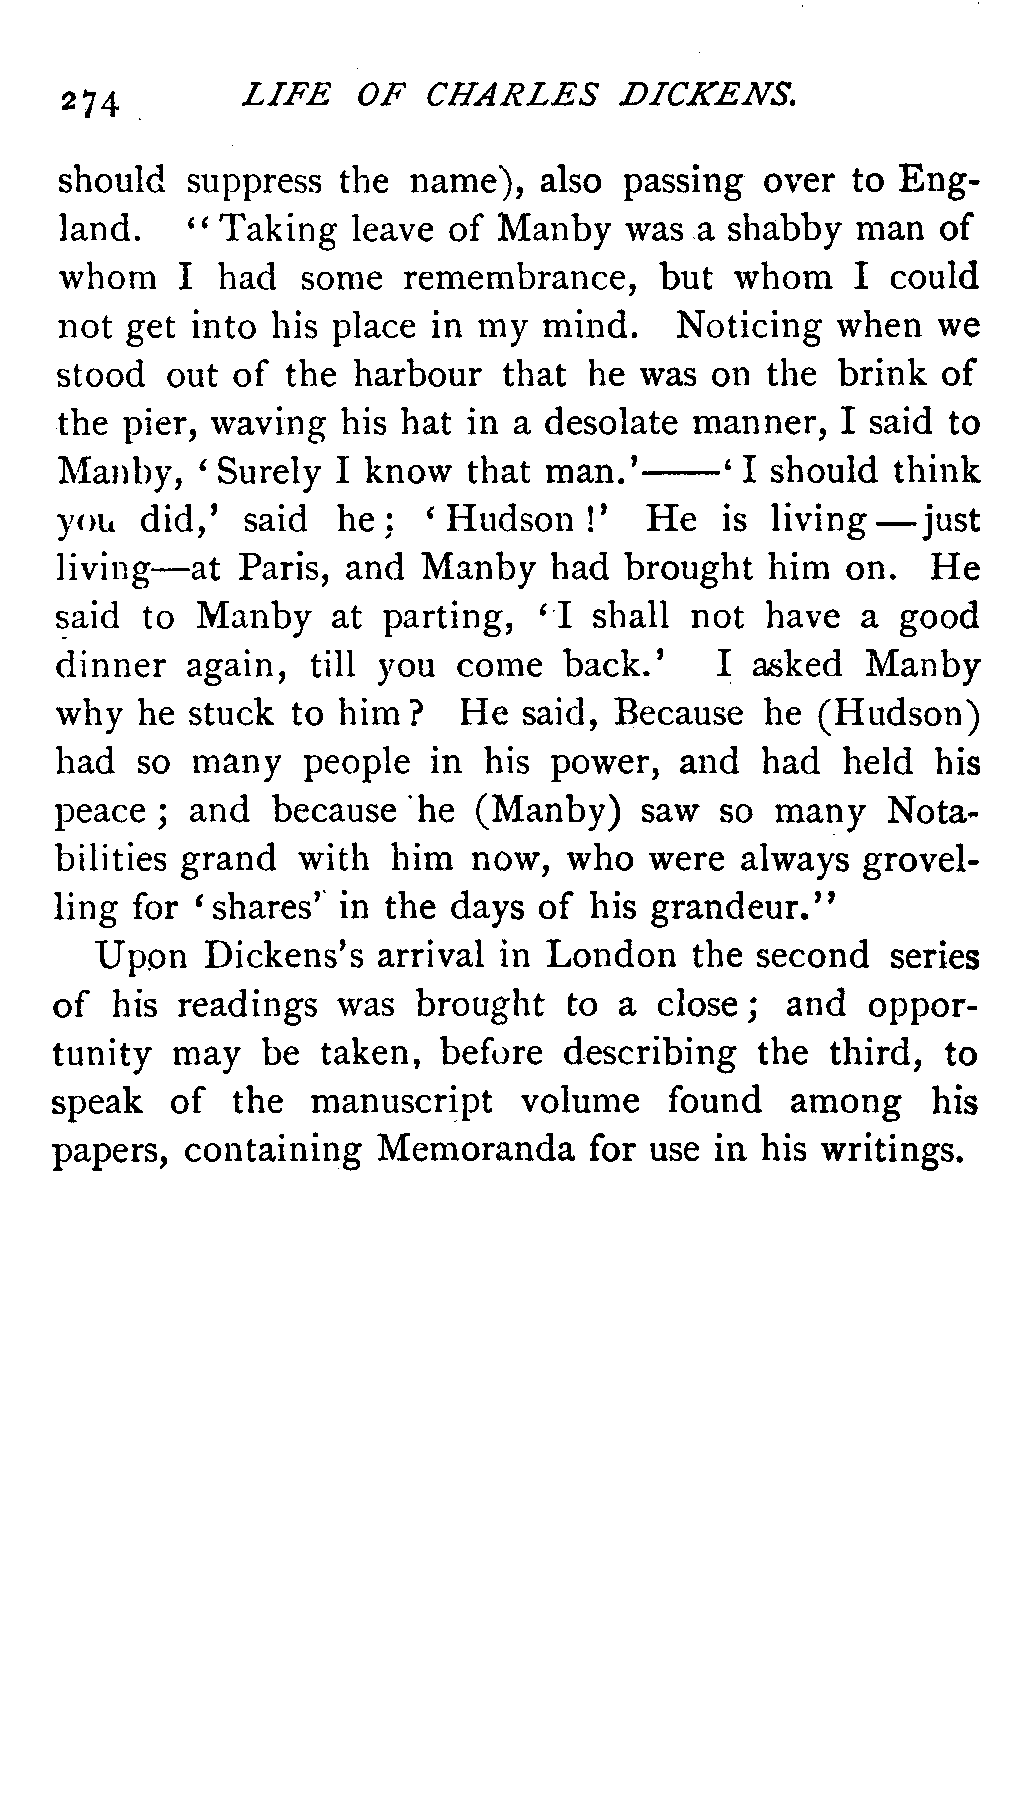 274 LIFE OF CHARLES DICKENS.
should suppress the name), also passing over to Eng-
land. "Taking leave of Manby was a shabby man of
whom I had some remembrance, but whom I could
not get into his place in my mind. Noticing when we
stood out of the harbour that he was on the brink of
the pier, waving his hat in a desolate manner, I said to
Manby, 'Surely I know that man.'——'I should think
you did,' said he; 'Hudson!' He is living—just
living—at Paris, and Manby had brought him on. He
said to Manby at parting, 'I shall not have a good
dinner again, till you come back.' I asked Manby
why he stuck to him? He said, Because he (Hudson)
had so many people in his power, and had held his
peace; and because he (Manby) saw so many Nota-
bilities grand with him now, who were always grovel-
ling for 'shares' in the days of his grandeur."
Upon Dickens's arrival in London the second series
of his readings was brought to a close; and oppor-
tunity may be taken, before describing the third, to
speak of the manuscript volume found among his
papers, containing Memoranda for use in his writings.